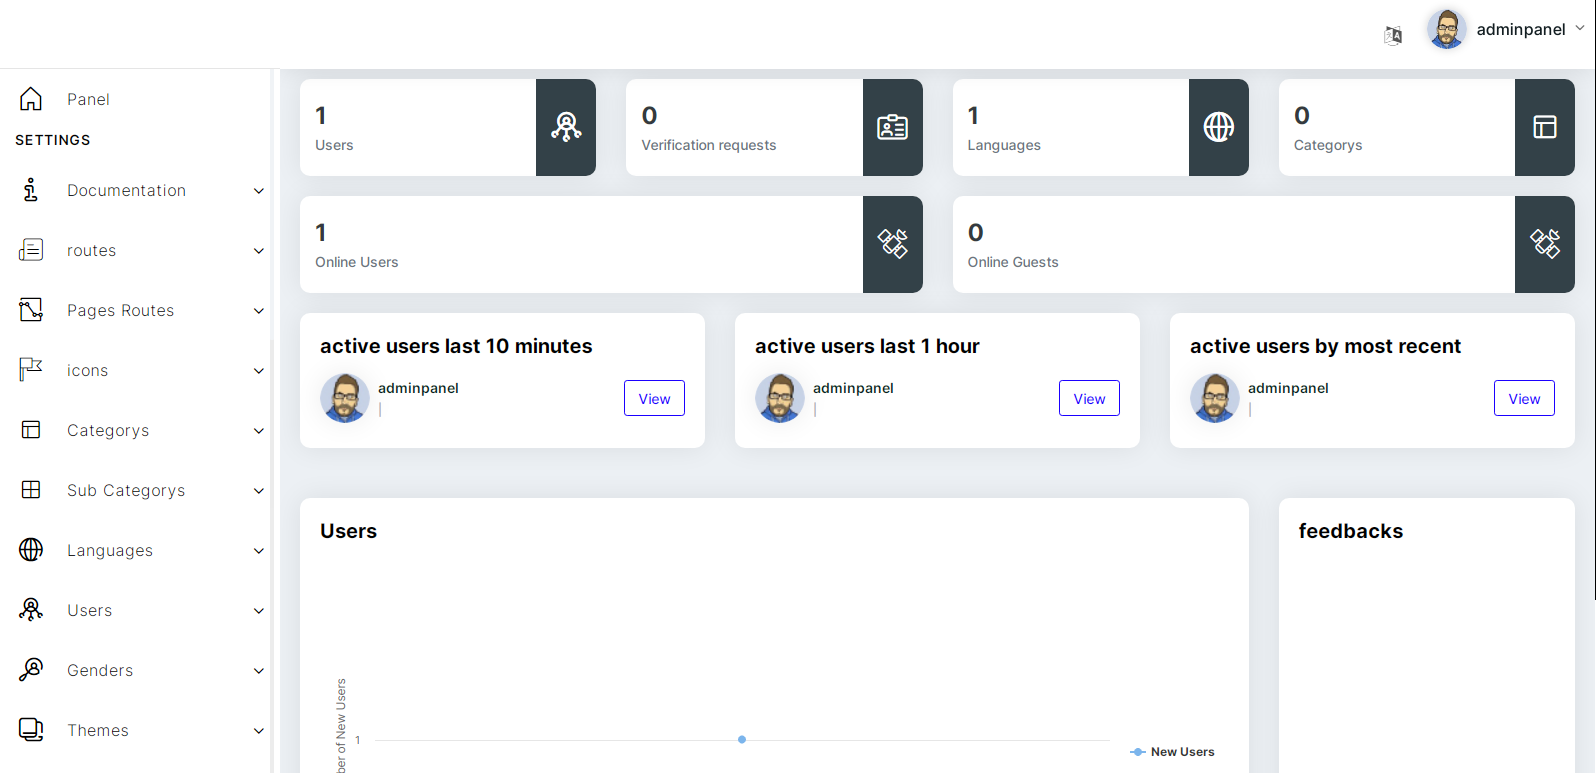 adminpanel
Panel
SETTINGS
Documentation
routes
Pages Routes
icons
Categorys
Sub Categorys
Languages
Users
Genders
Themes
1
Users
0
Verification requests
1
Languages
0
Categorys
1
Online Users
0
Online Guests
active users last 10 minutes
adminpanel
|
View
active users last 1 hour
adminpanel
|
View
active users by most recent
adminpanel
|
View
Users
ber of New Users
1
New Users
feedbacks